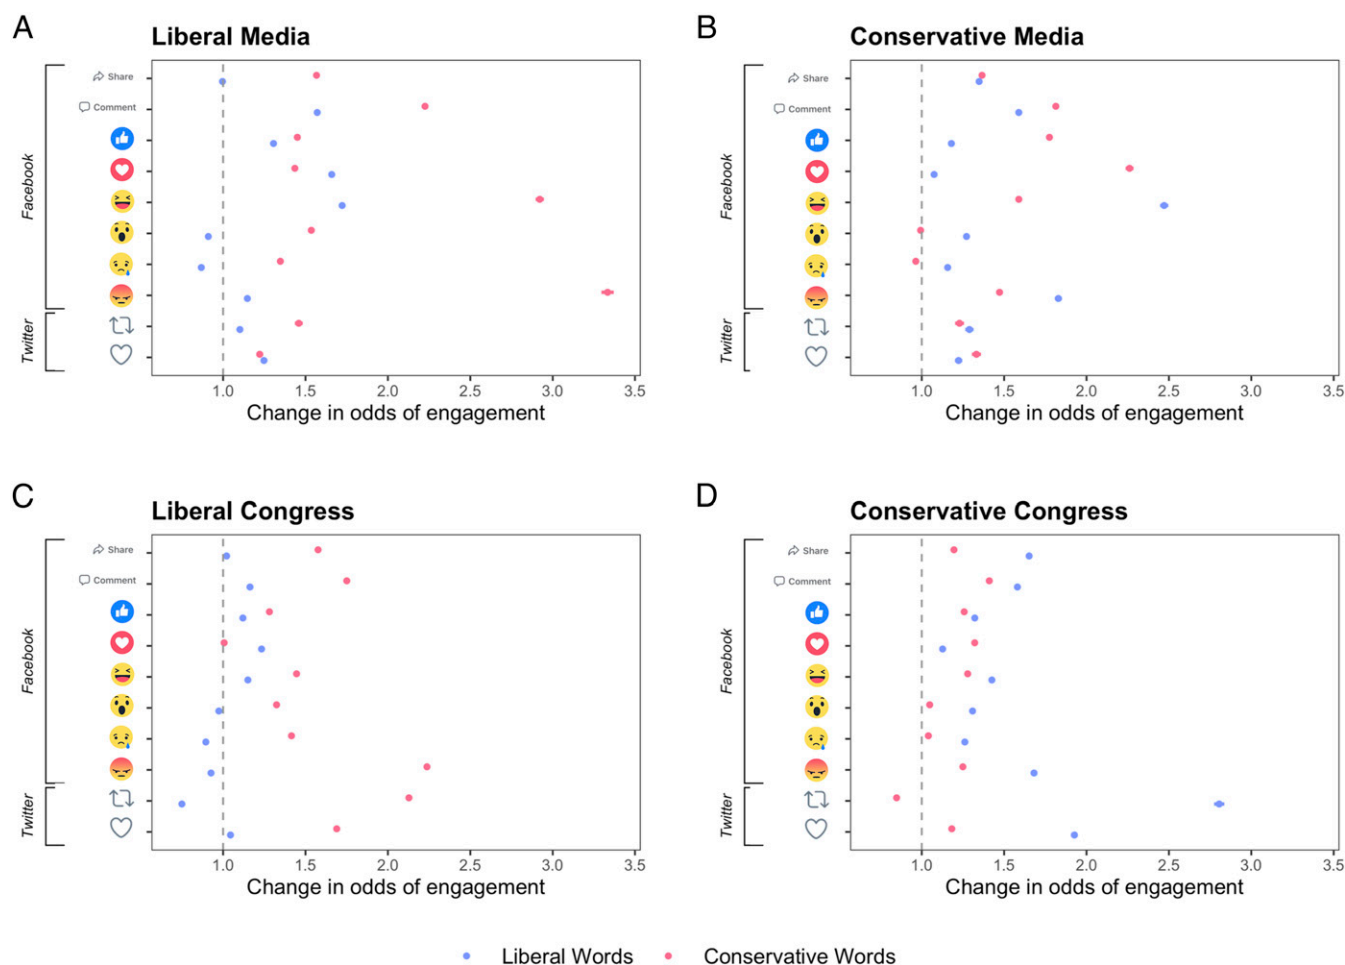 A
Liberal Media
Share
Comment
Facebook
Twitter
1.0 1.5 2.0 2.5 3.0 3.5
Change in odds of engagement
B
Conservative Media
Share
Comment
Facebook
Twitter
1.0 1.5 2.0 2.5 3.0 3.5
Change in odds of engagement
C
Liberal Congress
Share
Comment
Facebook
Twitter
1.0 1.5 2.0 2.5 3.0 3.5
Change in odds of engagement
D
Conservative Congress
Share
Comment
Facebook
Twitter
1.0 1.5 2.0 2.5 3.0 3.5
Change in odds of engagement
Liberal Words Conservative Words